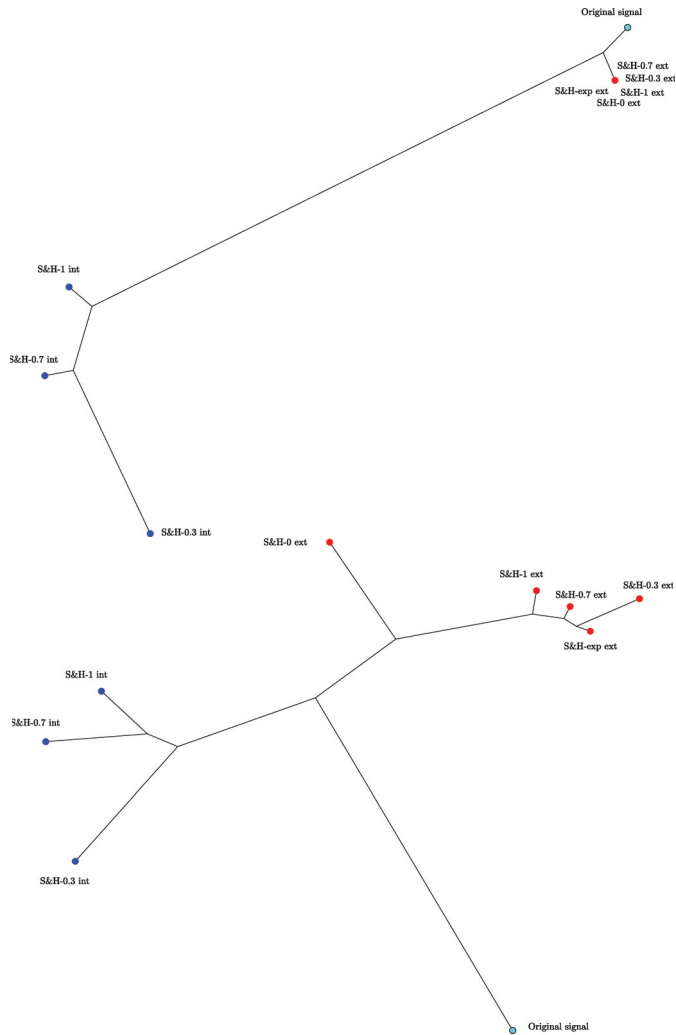 Original signal
S&H-0.7 ext
S&H-0.3 ext
S&H-exp ext
S&H-1 ext
S&H-0 ext
S&H-1 int
S&H-0.7 int
S&H-0.3 int
S&H-0 ext
S&H-1 ext
S&H-0.7 ext
S&H-0.3 ext
S&H-exp ext
S&H-1 int
S&H-0.7 int
S&H-0.3 int
Original signal